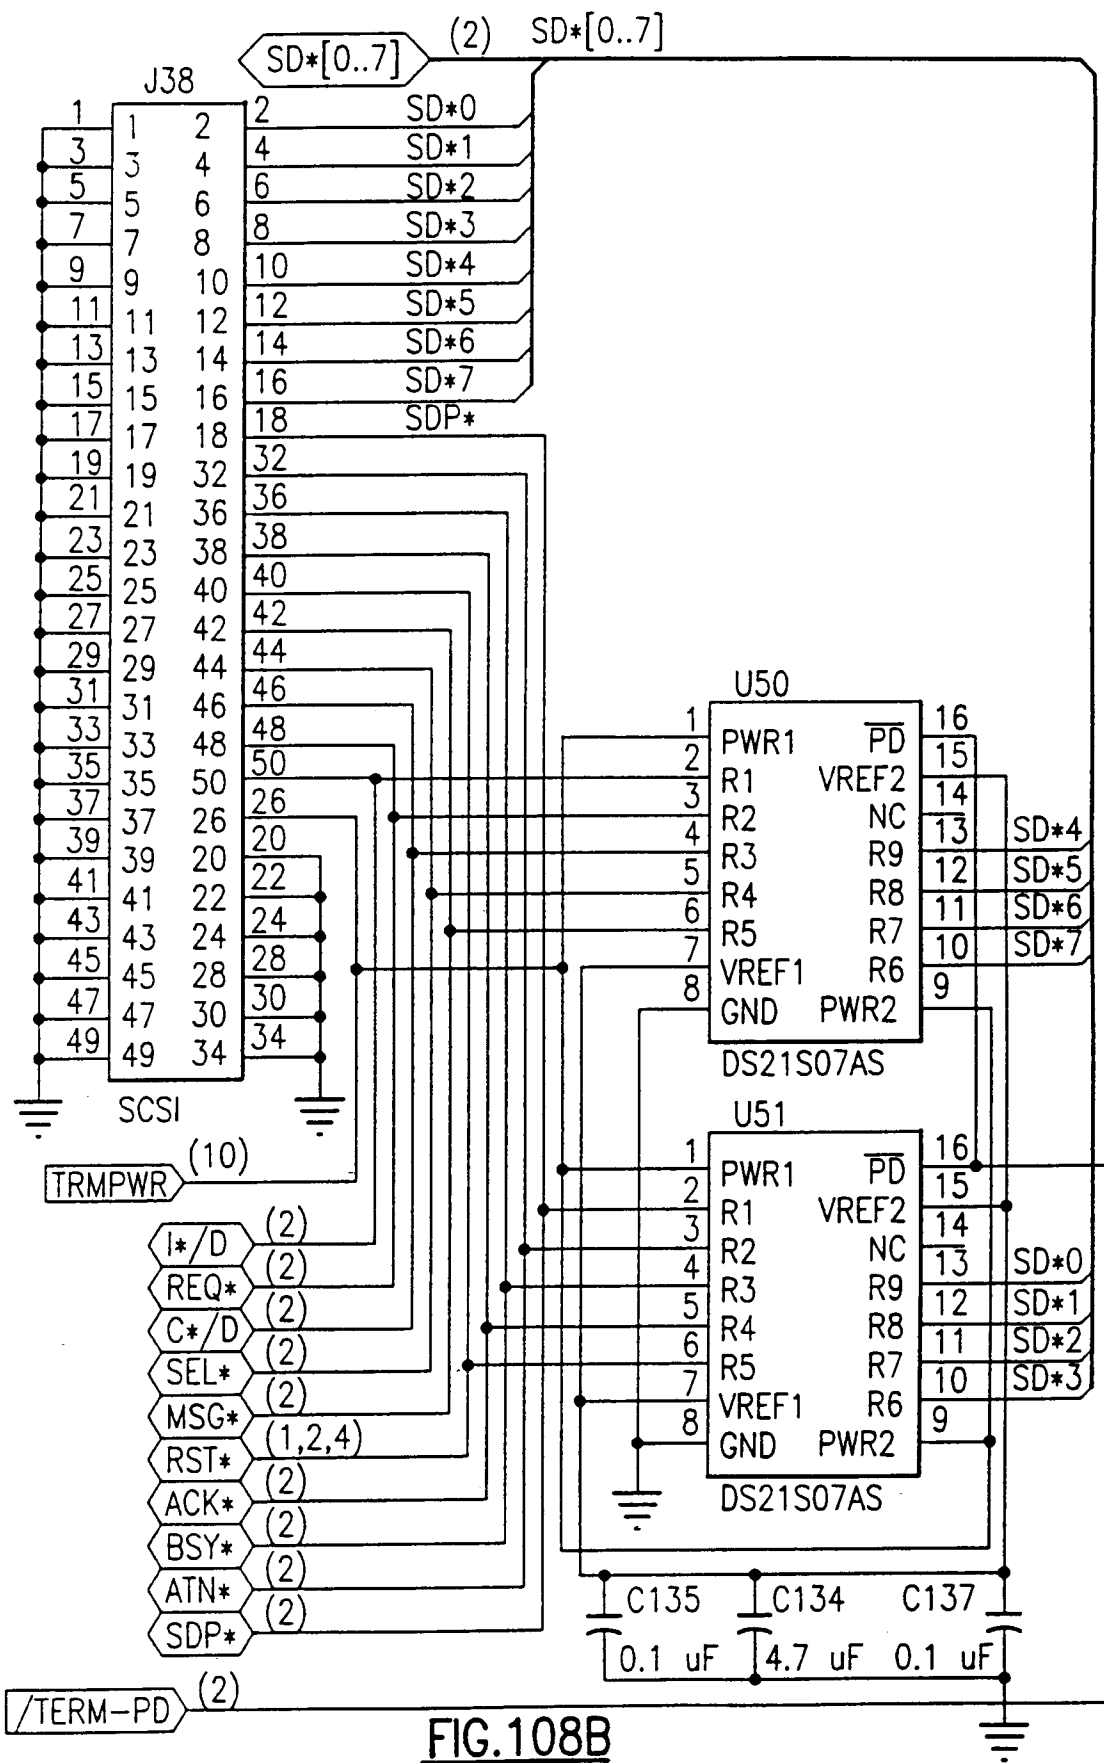 SD*[0..7] (2) SD*[0..7]
J38
1 1 2 2 SD*0
3 3 4 4 SD*1
5 5 6 6 SD*2
7 7 8 8 SD*3
9 9 10 10 SD*4
11 11 12 12 SD*5
13 13 14 14 SD*6
15 15 16 16 SD*7
17 17 18 18 SDP*
19 19 32 32
21 21 36 36
23 23 38 38
25 25 40 40
27 27 42 42
29 29 44 44
31 31 46 46
33 33 48 48
35 35 50 50
37 37 26 26
39 39 20 20
41 41 22 22
43 43 24 24
45 45 28 28
47 47 30 30
49 49 34 34
SCSI
U50
1 PWR1 PD 16
2 R1 VREF2 15
3 R2 NC 14
4 R3 R9 13 SD*4
5 R4 R8 12 SD*5
6 R5 R7 11 SD*6
7 VREF1 R6 10 SD*7
8 GND PWR2 9
DS21S07AS
U51
1 PWR1 PD 16
2 R1 VREF2 15
3 R2 NC 14
4 R3 R9 13 SD*0
5 R4 R8 12 SD*1
6 R5 R7 11 SD*2
7 VREF1 R6 10 SD*3
8 GND PWR2 9
DS21S07AS
TRMPWR (10)
I*/D (2)
REQ* (2)
C*/D (2)
SEL* (2)
MSG* (2)
RST* (1,2,4)
ACK* (2)
BSY* (2)
ATN* (2)
SDP* (2)
C135 C134 C137
0.1 uF 4.7 uF 0.1 uF
/TERM-PD (2)
FIG.108B